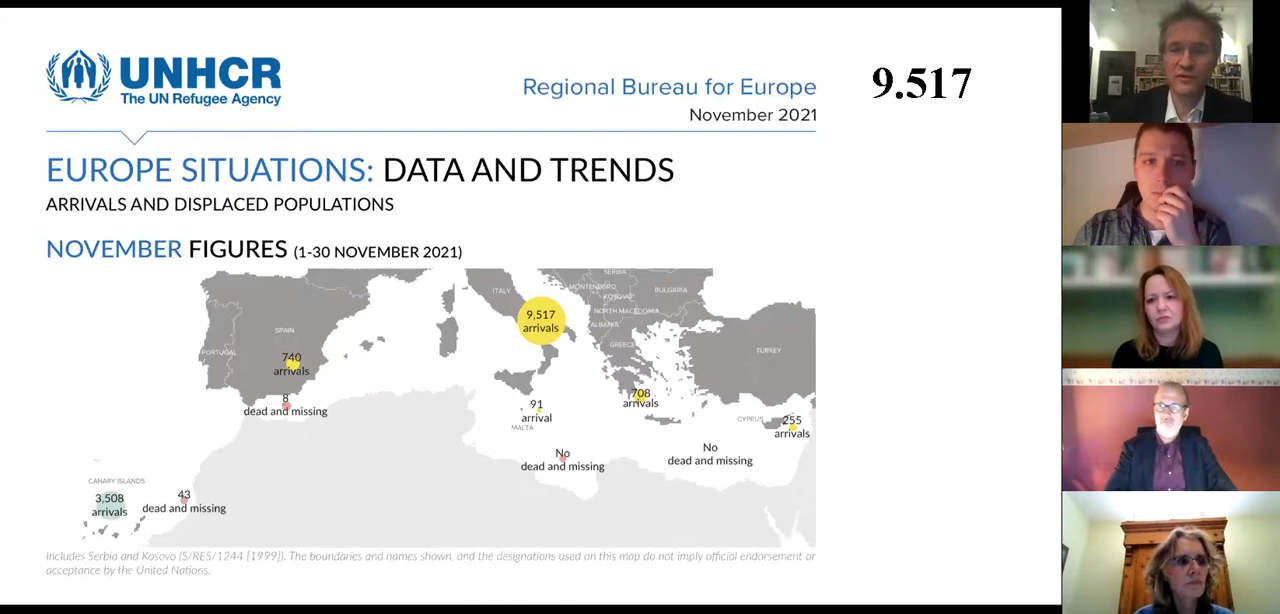 UNHCR
The UN Refugee Agency
Regional Bureau for Europe
November 2021
9.517
EUROPE SITUATIONS: DATA AND TRENDS
ARRIVALS AND DISPLACED POPULATIONS
NOVEMBER FIGURES (1-30 NOVEMBER 2021)
SERBIA
ITALY
MONTENEGRO
BULGARIA
KOSOVO
NORTH MACEDONIA
9,517
arrivals
ALBANIA
SPAIN
GREECE
PORTUGAL
TURKEY
740
arrivals
8
dead and missing
91
arrival
MALTA
708
arrivals
CYPRUS
255
arrivals
No
dead and missing
No
dead and missing
CANARY ISLANDS
3,508
arrivals
43
dead and missing
Includes Serbia and Kosovo (S/RES/1244 [1999]). The boundaries and names shown, and the designations used on this map do not imply official endorsement or
acceptance by the United Nations.